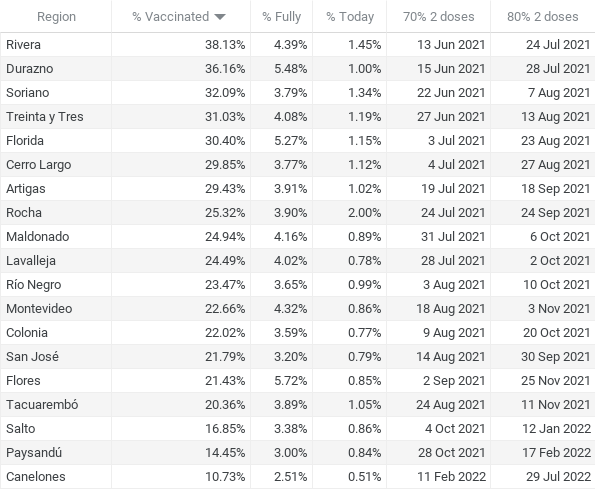 Region % Vaccinated % Fully % Today 70% 2 doses 80% 2 doses
Rivera 38.13% 4.39% 1.45% 13 Jun 2021 24 Jul 2021
Durazno 36.16% 5.48% 1.00% 15 Jun 2021 28 Jul 2021
Soriano 32.09% 3.79% 1.34% 22 Jun 2021 7 Aug 2021
Treinta y Tres 31.03% 4.08% 1.19% 27 Jun 2021 13 Aug 2021
Florida 30.40% 5.27% 1.15% 3 Jul 2021 23 Aug 2021
Cerro Largo 29.85% 3.77% 1.12% 4 Jul 2021 27 Aug 2021
Artigas 29.43% 3.91% 1.02% 19 Jul 2021 18 Sep 2021
Rocha 25.32% 3.90% 2.00% 24 Jul 2021 24 Sep 2021
Maldonado 24.94% 4.16% 0.89% 31 Jul 2021 6 Oct 2021
Lavalleja 24.49% 4.02% 0.78% 28 Jul 2021 2 Oct 2021
Río Negro 23.47% 3.65% 0.99% 3 Aug 2021 10 Oct 2021
Montevideo 22.66% 4.32% 0.86% 18 Aug 2021 3 Nov 2021
Colonia 22.02% 3.59% 0.77% 9 Aug 2021 20 Oct 2021
San José 21.79% 3.20% 0.79% 14 Aug 2021 30 Sep 2021
Flores 21.43% 5.72% 0.85% 2 Sep 2021 25 Nov 2021
Tacuarembó 20.36% 3.89% 1.05% 24 Aug 2021 11 Nov 2021
Salto 16.85% 3.38% 0.86% 4 Oct 2021 12 Jan 2022
Paysandú 14.45% 3.00% 0.84% 28 Oct 2021 17 Feb 2022
Canelones 10.73% 2.51% 0.51% 11 Feb 2022 29 Jul 2022